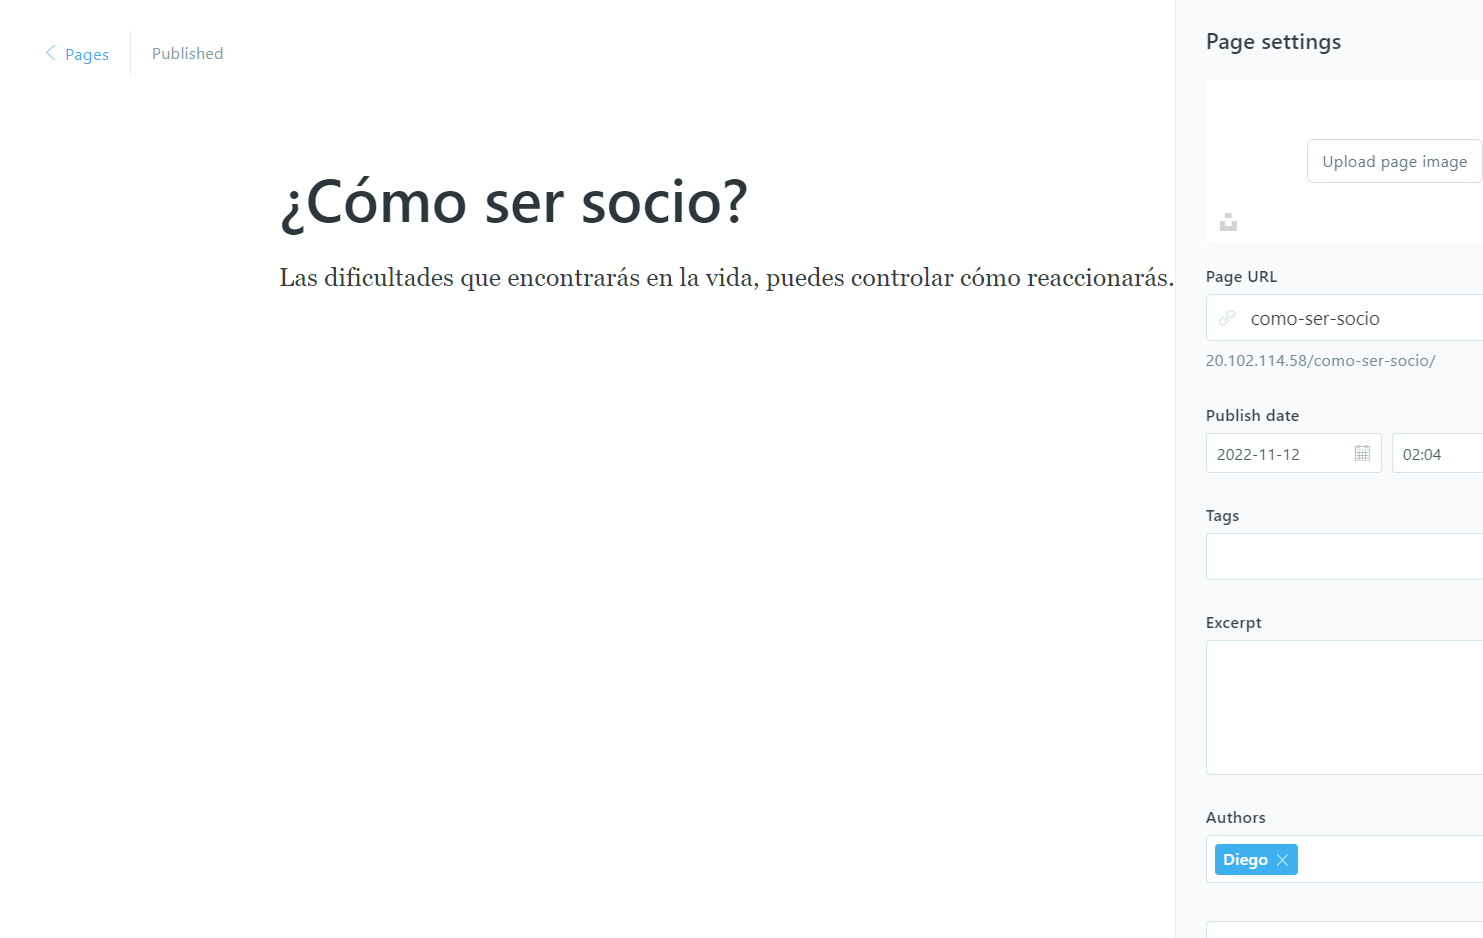 Pages
Published
¿Cómo ser socio?
Las dificultades que encontrarás en la vida, puedes controlar cómo reaccionarás.
Page settings
Upload page image
Page URL
como-ser-socio
20.102.114.58/como-ser-socio/
Publish date
2022-11-12
02:04
Tags
Excerpt
Authors
Diego